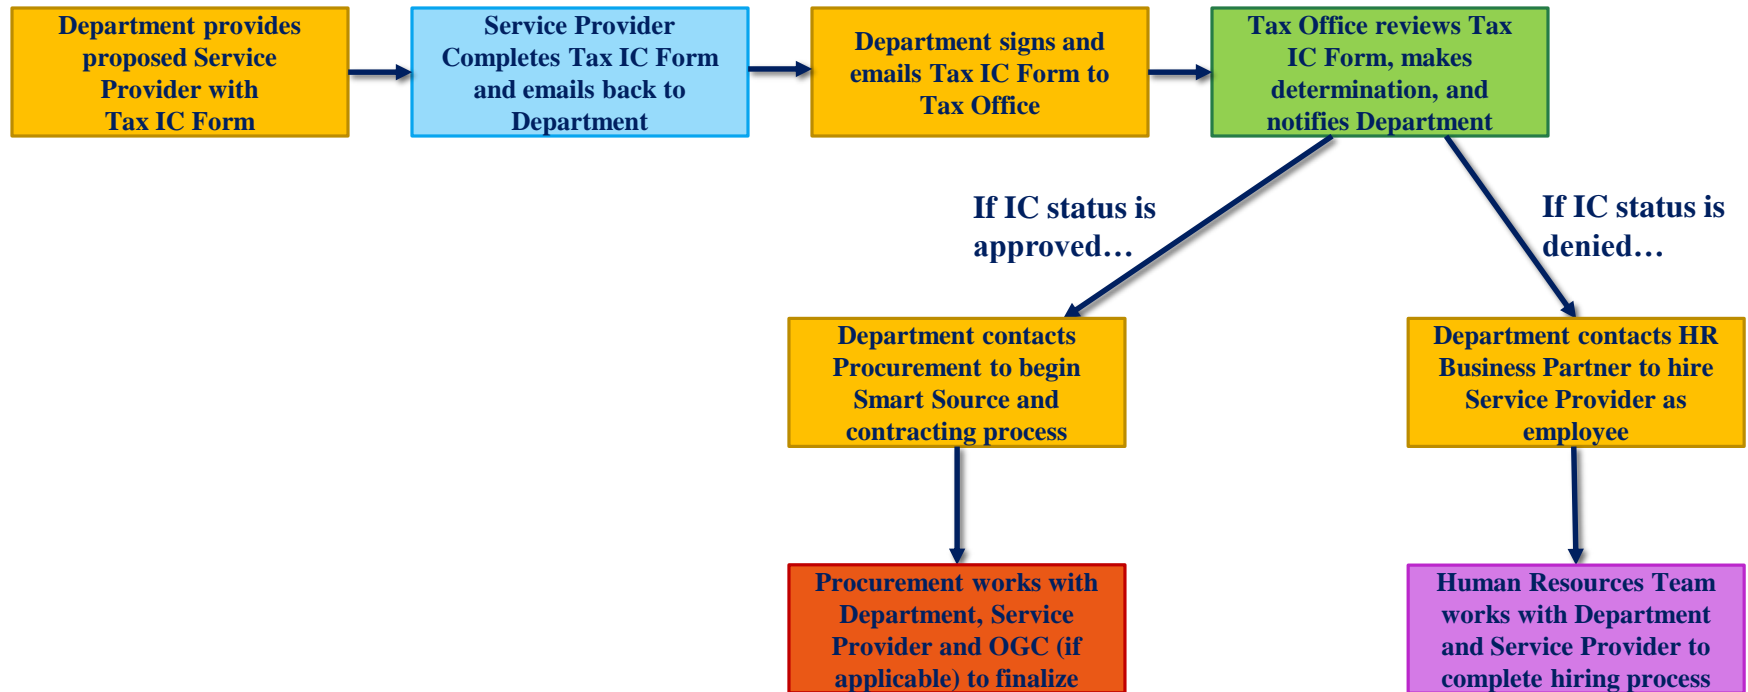 Department provides
proposed Service
Provider with
Tax IC Form
Service Provider
Completes Tax IC Form
and emails back to
Department
Department signs and
emails Tax IC Form to
Tax Office
Tax Office reviews Tax
IC Form, makes
determination, and
notifies Department
If IC status is
approved…
If IC status is
denied…
Department contacts
Procurement to begin
Smart Source and
contracting process
Department contacts HR
Business Partner to hire
Service Provider as
employee
Procurement works with
Department, Service
Provider and OGC (if
applicable) to finalize
Human Resources Team
works with Department
and Service Provider to
complete hiring process